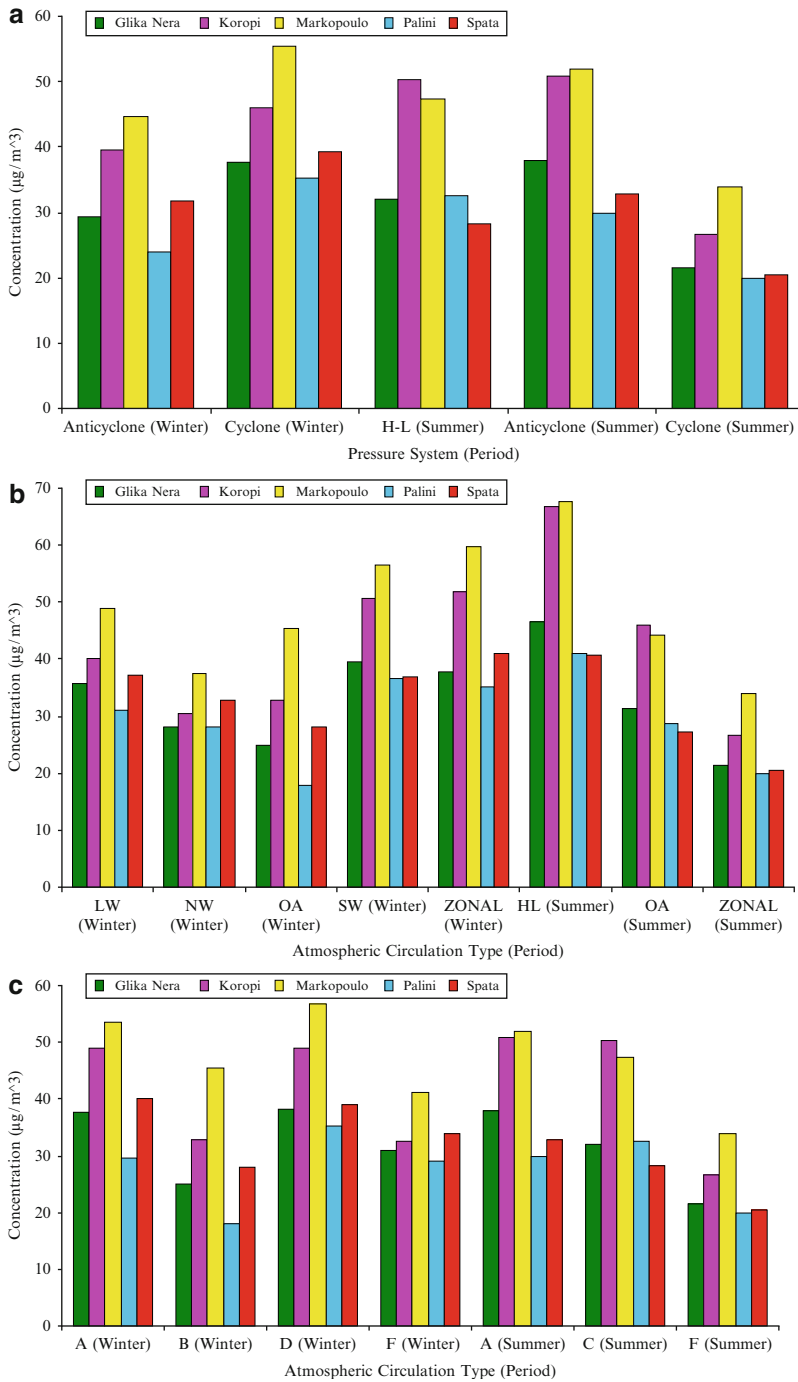 a
60
Glika Nera Koropi Markopoulo Palini Spata
50
40
30
20
10
0
Concentration (µg/m^3)
Anticyclone (Winter) Cyclone (Winter) H-L (Summer) Anticyclone (Summer) Cyclone (Summer)
Pressure System (Period)
b
70
Glika Nera Koropi Markopoulo Palini Spata
60
50
40
30
20
10
0
Concentration (µg/m^3)
LW (Winter) NW (Winter) OA (Winter) SW (Winter) ZONAL (Winter) HL (Summer) OA (Summer) ZONAL (Summer)
Atmospheric Circulation Type (Period)
c
60
Glika Nera Koropi Markopoulo Palini Spata
50
40
30
20
10
0
Concentration (µg/m^3)
A (Winter) B (Winter) D (Winter) F (Winter) A (Summer) C (Summer) F (Summer)
Atmospheric Circulation Type (Period)